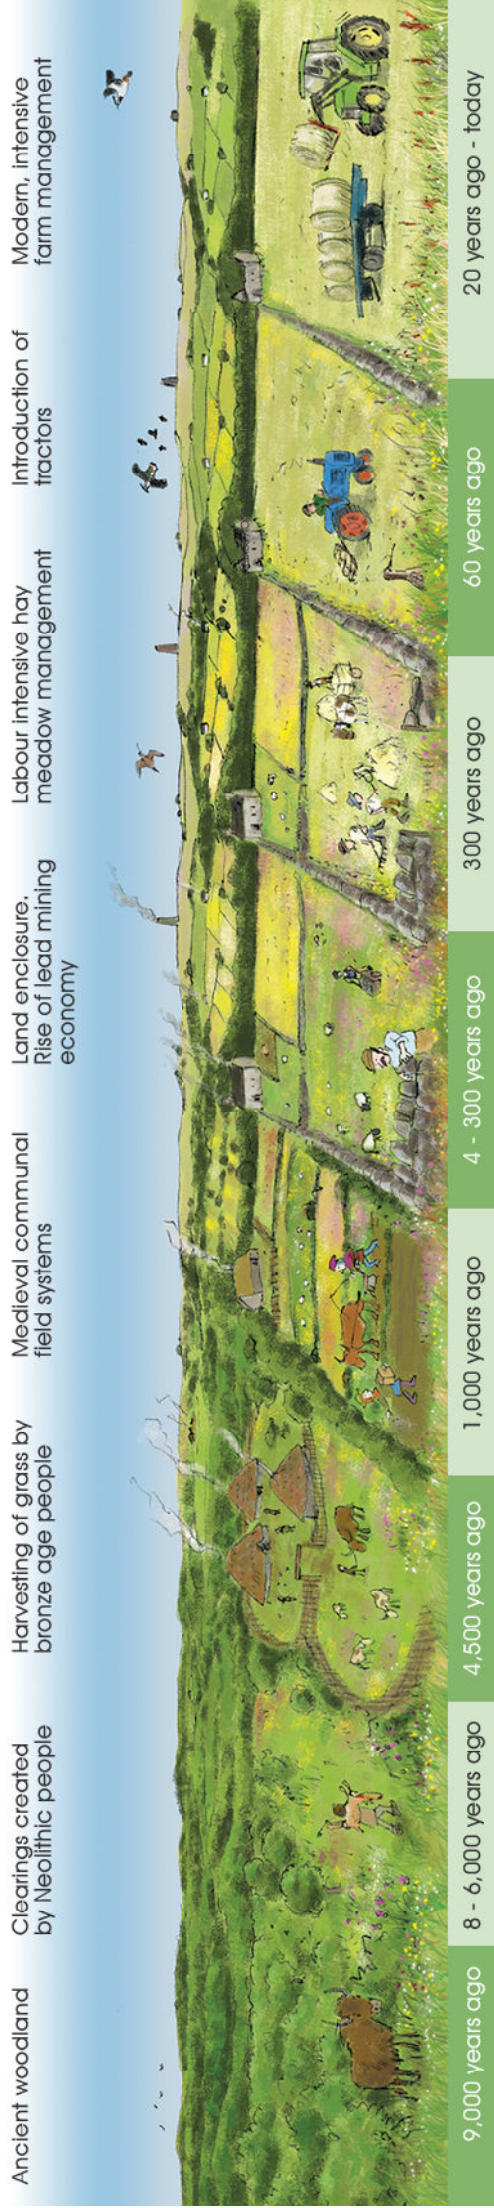 Ancient woodland
Clearings created
by Neolithic people
Harvesting of grass by
bronze age people
Medieval communal
field systems
Land enclosure.
Rise of lead mining
economy
Labour intensive hay
meadow management
Introduction of
tractors
Modern, intensive
farm management
9,000 years ago
8 - 6,000 years ago
4,500 years ago
1,000 years ago
4 - 300 years ago
300 years ago
60 years ago
20 years ago - today